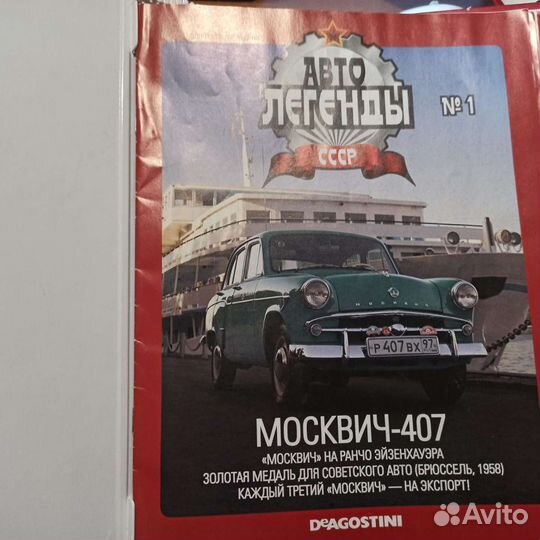 АВТО
ЛЕГЕНДЫ
СССР
№ 1
МОСКВИЧ
Р 407 ВХ 97
МОСКВИЧ-407
«МОСКВИЧ» НА РАНЧО ЭЙЗЕНХАУЭРА
ЗОЛОТАЯ МЕДАЛЬ ДЛЯ СОВЕТСКОГО АВТО (БРЮССЕЛЬ, 1958)
КАЖДЫЙ ТРЕТИЙ «МОСКВИЧ» — НА ЭКСПОРТ!
DeAGOSTINI
Avito